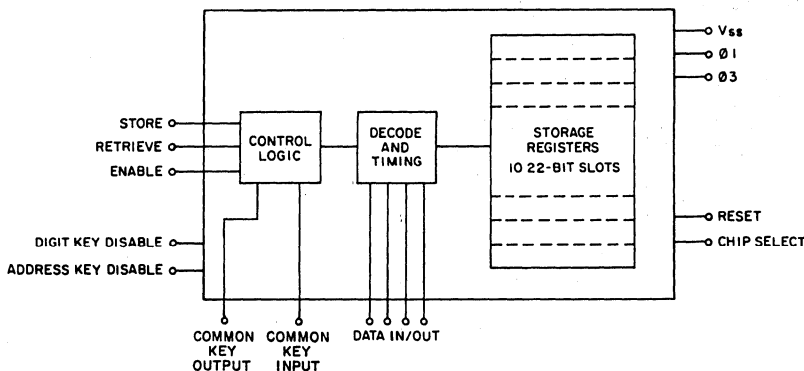 Vss
Ø1
Ø3
STORE
RETRIEVE
ENABLE
CONTROL
LOGIC
DECODE
AND
TIMING
STORAGE
REGISTERS
10 22-BIT SLOTS
RESET
CHIP SELECT
DIGIT KEY DISABLE
ADDRESS KEY DISABLE
COMMON
KEY
OUTPUT
COMMON
KEY
INPUT
DATA IN/OUT